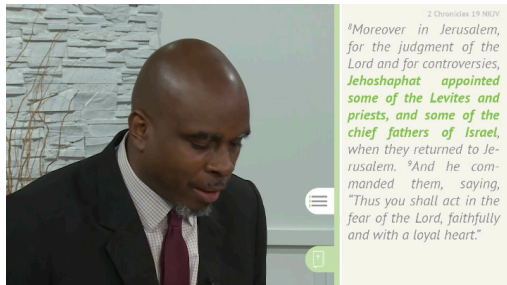 2 Chronicles 19 NKJV
⁸Moreover in Jerusalem,
for the judgment of the
Lord and for controversies,
Jehoshaphat appointed
some of the Levites and
priests, and some of the
chief fathers of Israel,
when they returned to Je-
rusalem. ⁹And he com-
manded them, saying,
"Thus you shall act in the
fear of the Lord, faithfully
and with a loyal heart."